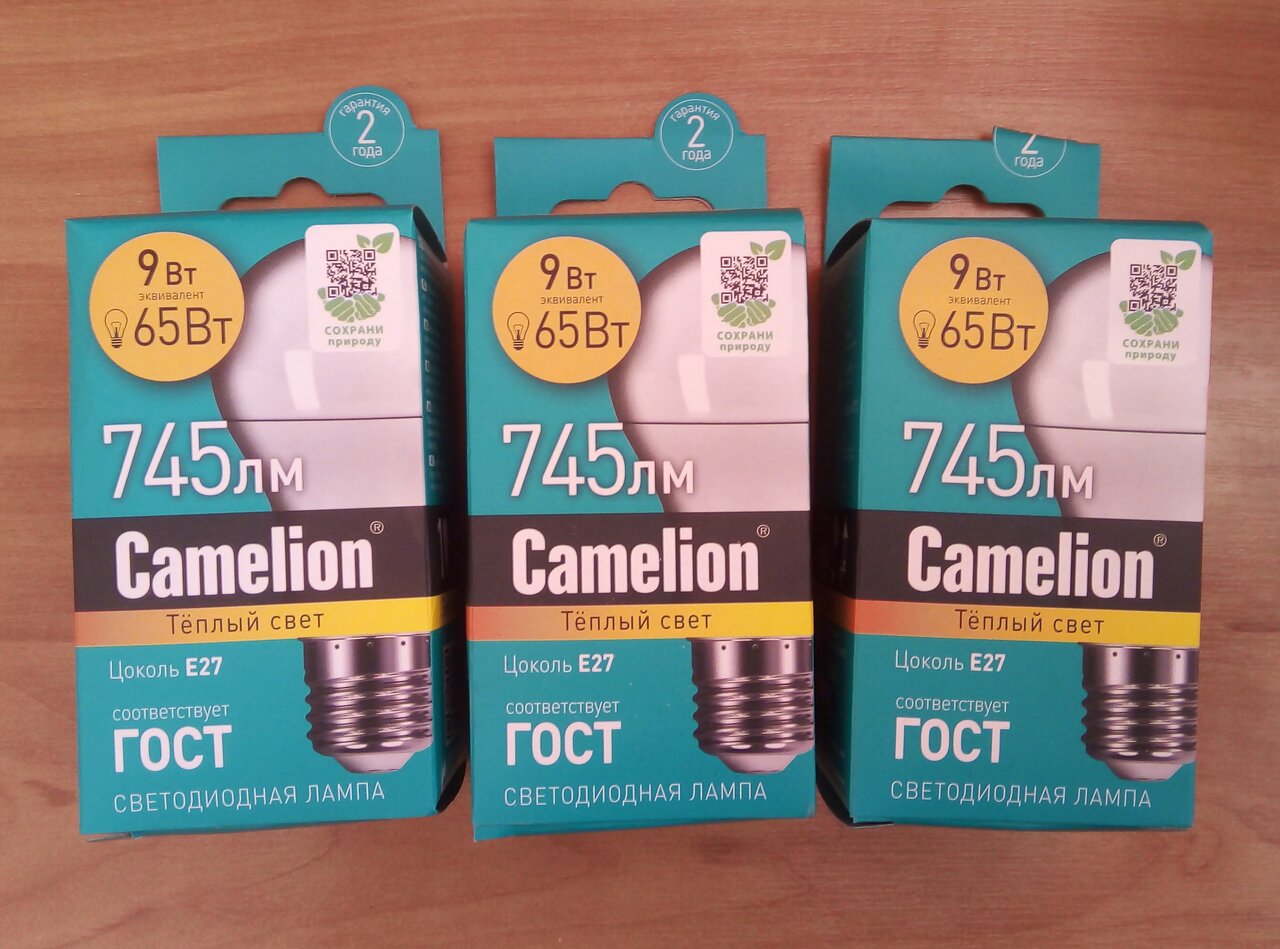 гарантия
2
года
9 Вт
эквивалент
65Вт
СОХРАНИ
природу
745лм
Camelion®
Тёплый свет
Цоколь E27
соответствует
ГОСТ
СВЕТОДИОДНАЯ ЛАМПА
гарантия
2
года
9 Вт
эквивалент
65Вт
СОХРАНИ
природу
745лм
Camelion®
Тёплый свет
Цоколь E27
соответствует
ГОСТ
СВЕТОДИОДНАЯ ЛАМПА
2
года
9 Вт
эквивалент
65Вт
СОХРАНИ
природу
745лм
Camelion®
Тёплый свет
Цоколь E27
соответствует
ГОСТ
СВЕТОДИОДНАЯ ЛАМПА